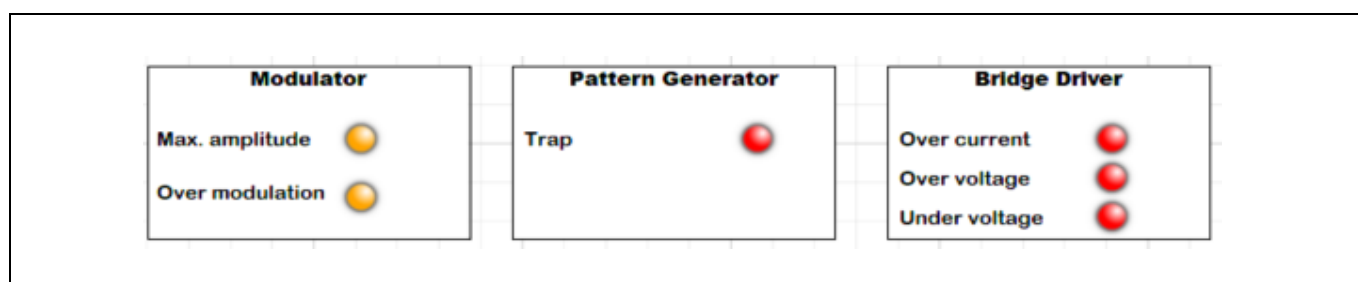 Modulator
Max. amplitude
Over modulation
Pattern Generator
Trap
Bridge Driver
Over current
Over voltage
Under voltage